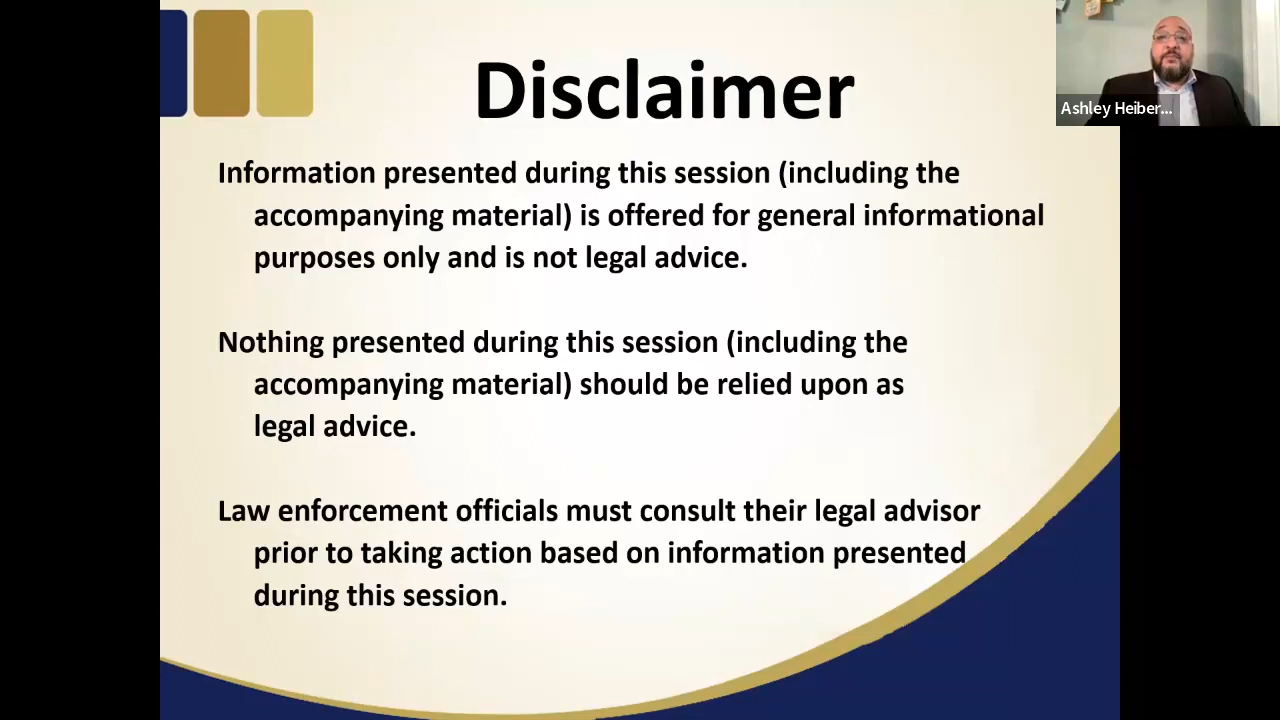 Disclaimer
Ashley Heiber...
Information presented during this session (including the
accompanying material) is offered for general informational
purposes only and is not legal advice.
Nothing presented during this session (including the
accompanying material) should be relied upon as
legal advice.
Law enforcement officials must consult their legal advisor
prior to taking action based on information presented
during this session.